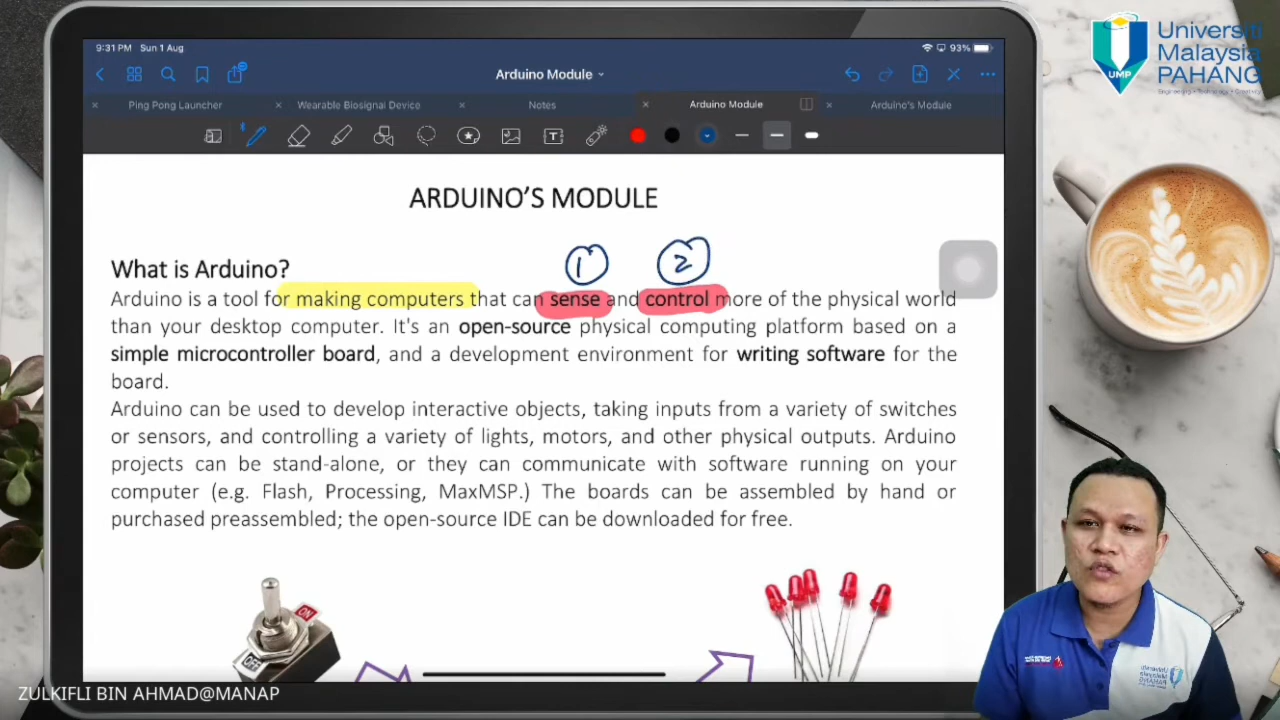 9:31 PM Sun 1 Aug
93%
Universiti
Malaysia
PAHANG
Engineering • Technology • Creativity
UMP
Arduino Module
Ping Pong Launcher
Wearable Biosignal Device
Notes
Arduino Module
Arduino's Module
T
ARDUINO'S MODULE
1
2
What is Arduino?
Arduino is a tool for making computers that can sense and control more of the physical world
than your desktop computer. It's an open-source physical computing platform based on a
simple microcontroller board, and a development environment for writing software for the
board.
Arduino can be used to develop interactive objects, taking inputs from a variety of switches
or sensors, and controlling a variety of lights, motors, and other physical outputs. Arduino
projects can be stand-alone, or they can communicate with software running on your
computer (e.g. Flash, Processing, MaxMSP.) The boards can be assembled by hand or
purchased preassembled; the open-source IDE can be downloaded for free.
ON
OFF
ZULKIFLI BIN AHMAD@MANAP